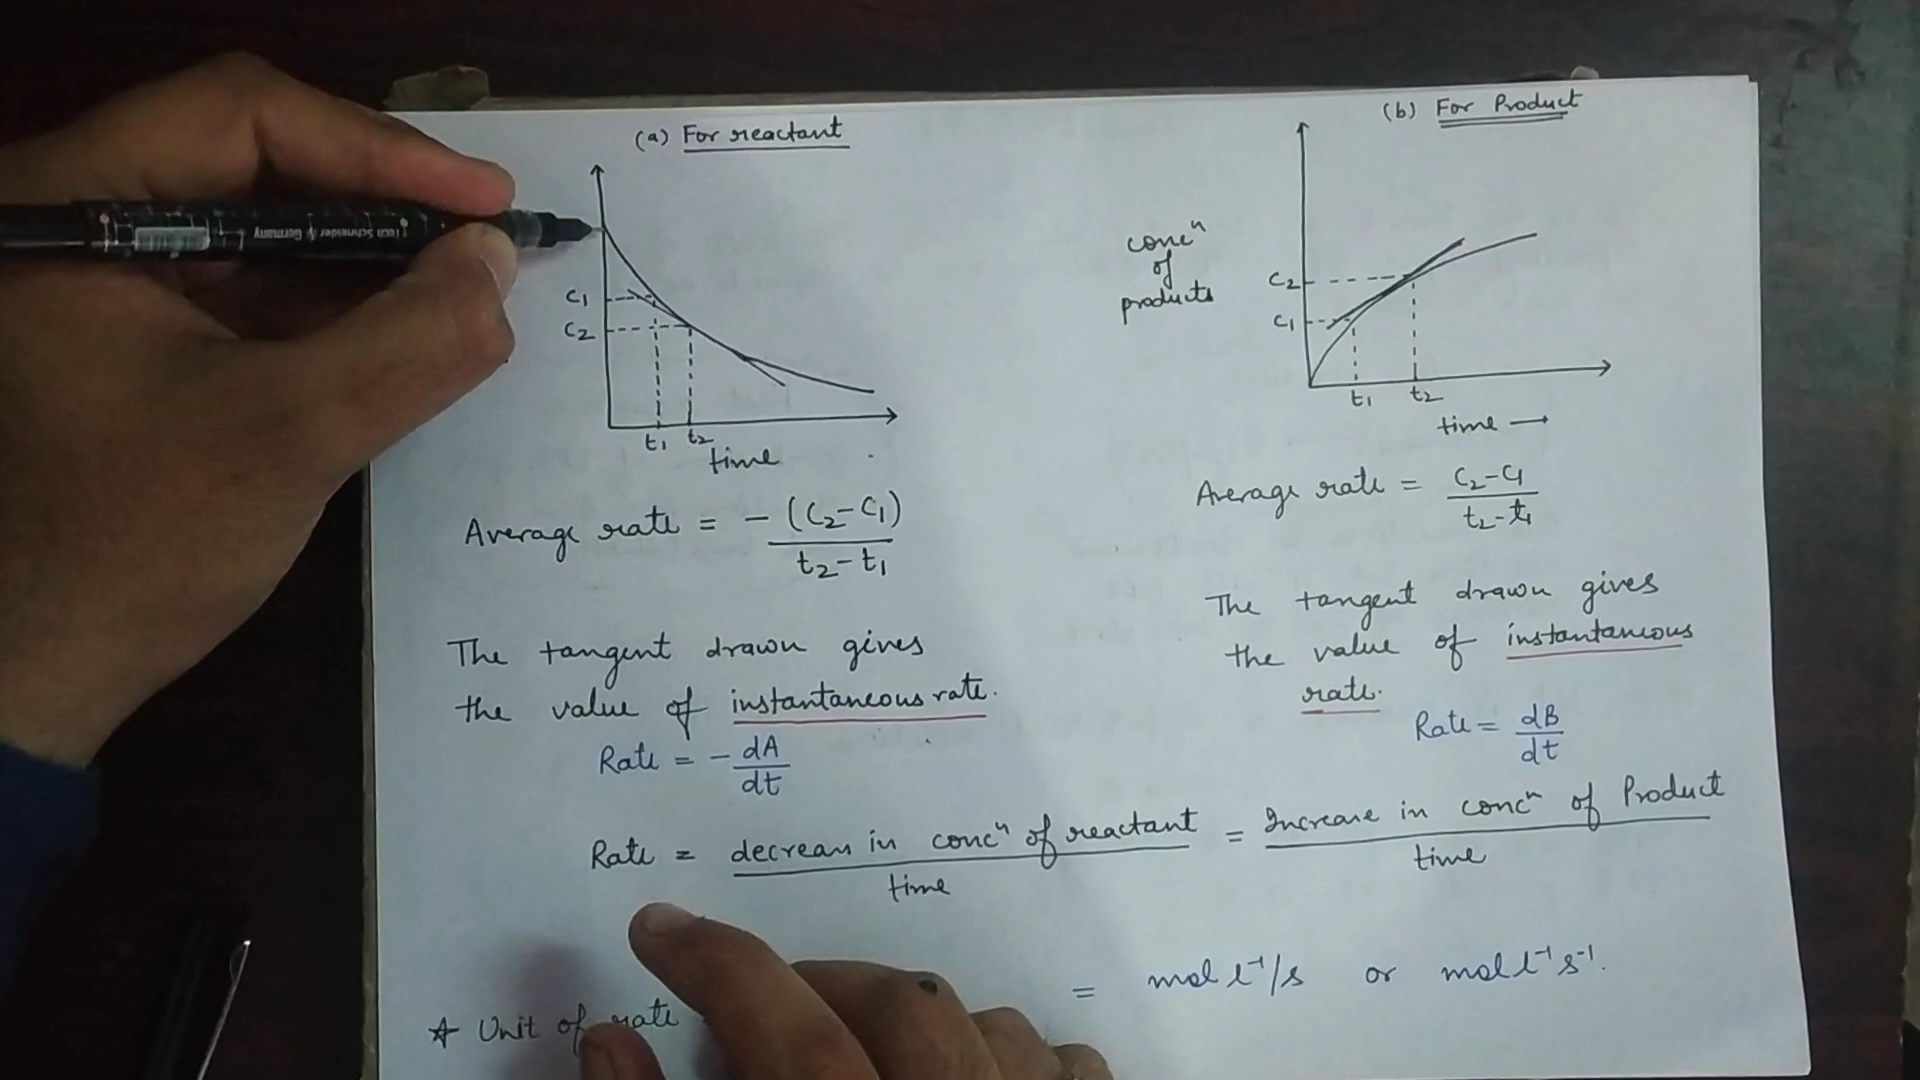 (a) For reactant
C1
C2
t1 t2
time
Average rate = - (C2-C1) / t2-t1
The tangent drawn gives
the value of instantaneous rate.
Rate = - dA/dt
(b) For Product
concn
of
products
C2
C1
t1 t2
time →
Average rate = C2-C1 / t2-t1
The tangent drawn gives
the value of instantaneous
rate.
Rate = dB/dt
Rate = decrease in concn of reactant / time = Increase in concn of Product / time
* Unit of rate = mol l⁻¹/s or mol l⁻¹ s⁻¹.
Schneider Germany